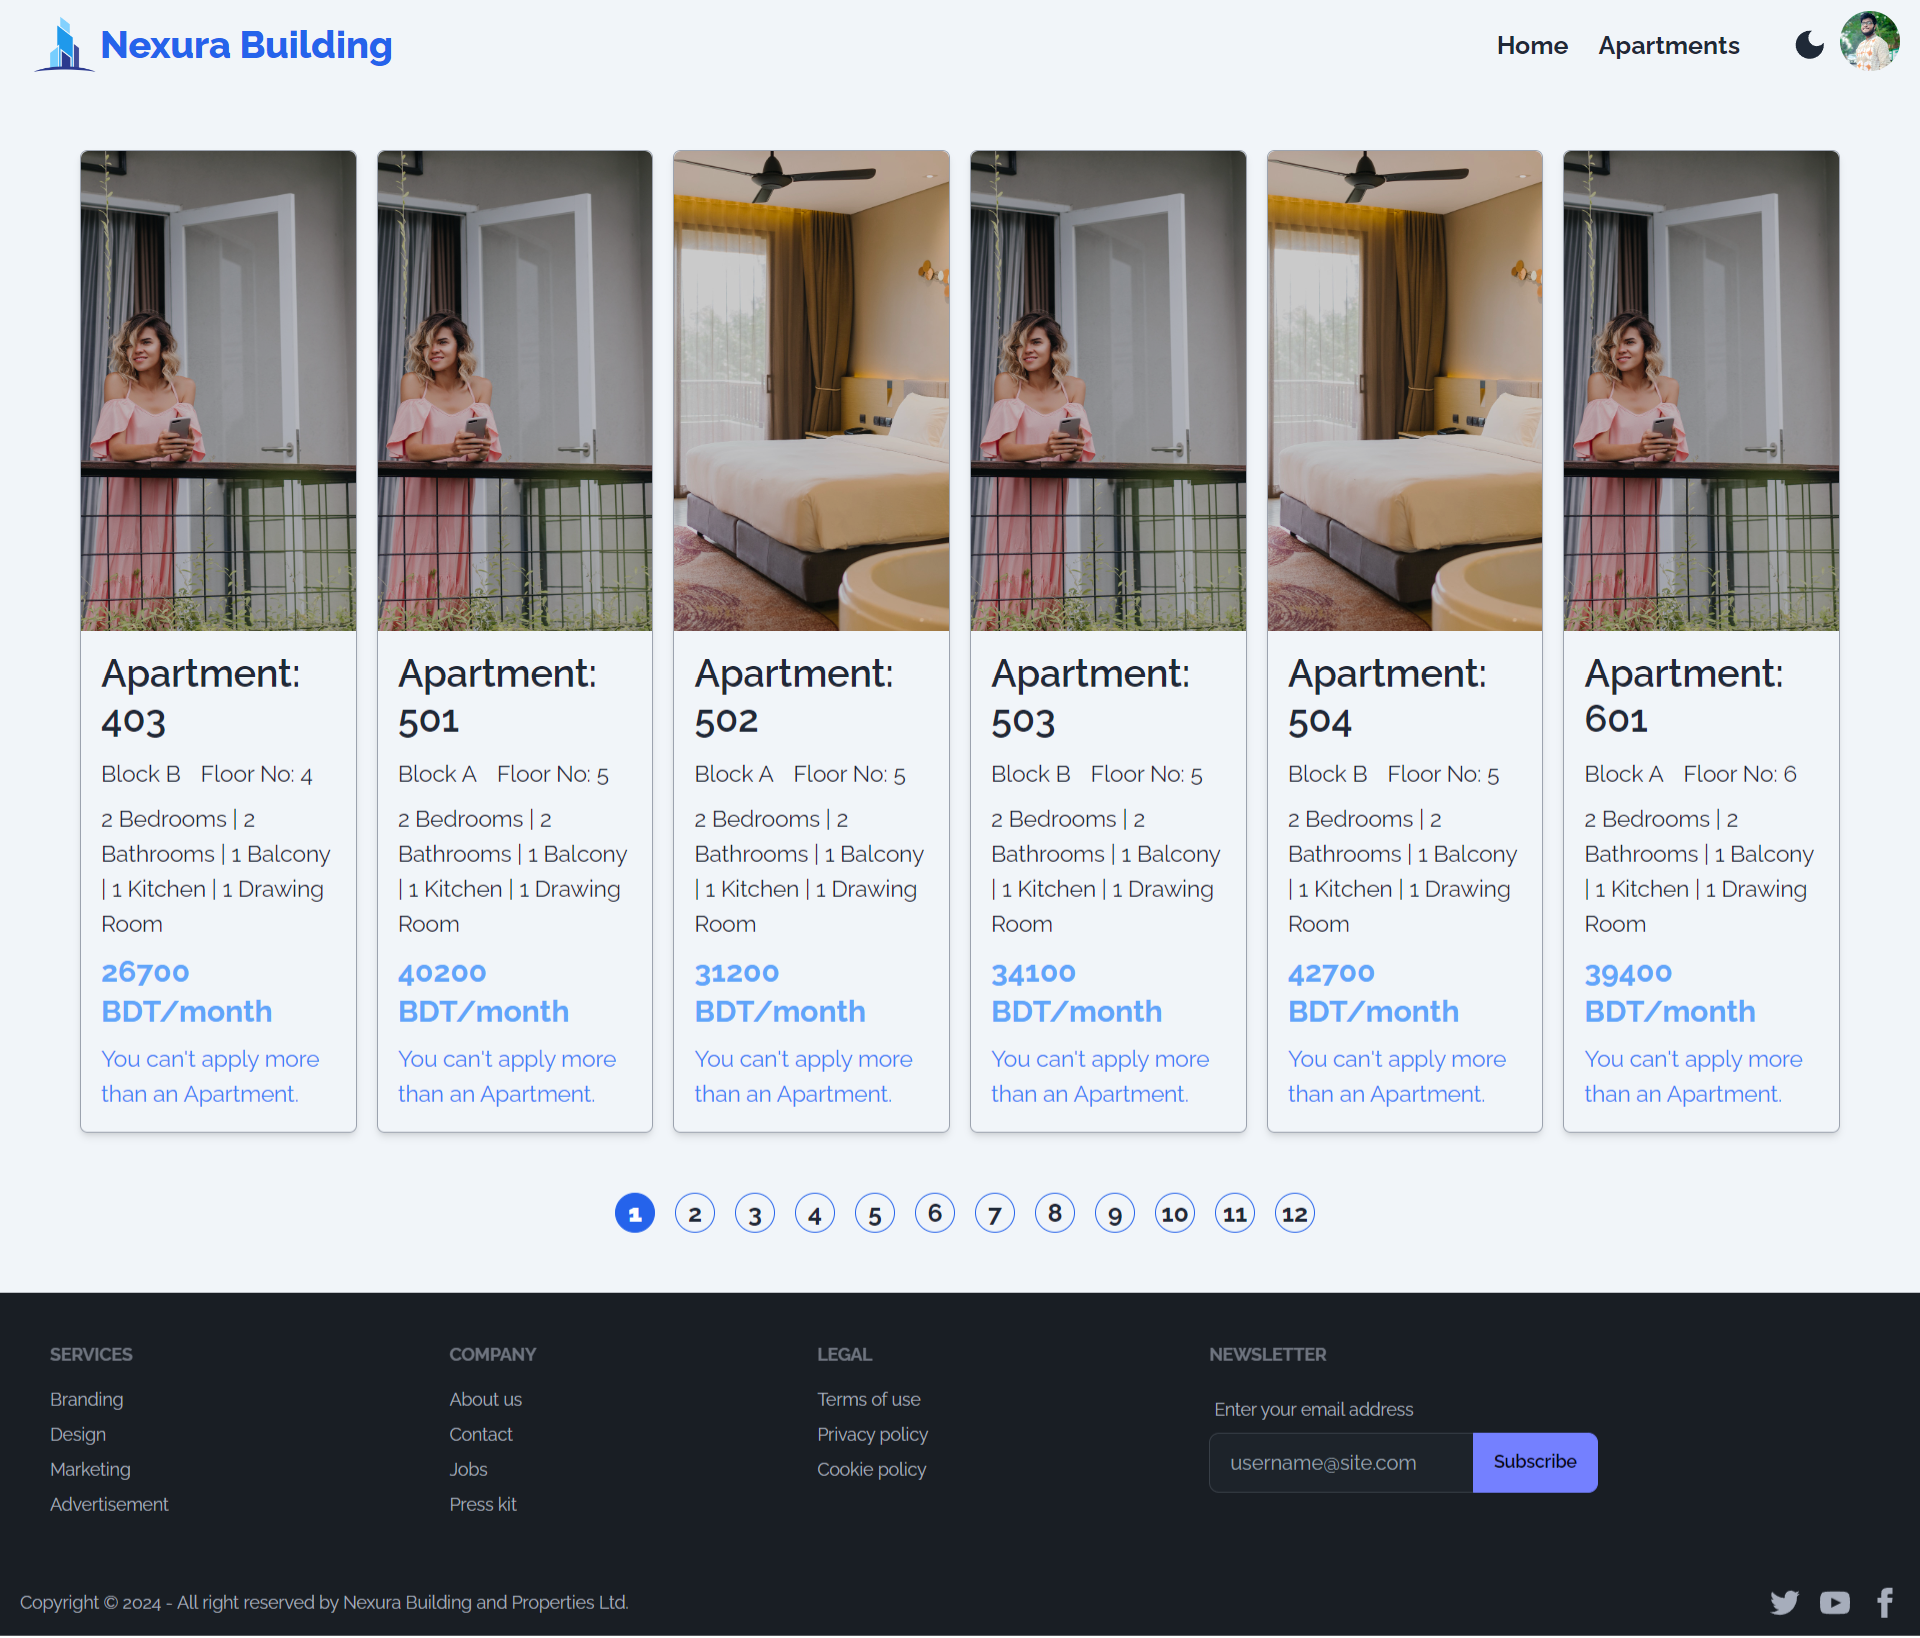 Nexura Building
Home Apartments
Apartment:
403
Block B Floor No: 4
2 Bedrooms | 2
Bathrooms | 1 Balcony
| 1 Kitchen | 1 Drawing
Room
26700
BDT/month
You can't apply more
than an Apartment.
Apartment:
501
Block A Floor No: 5
2 Bedrooms | 2
Bathrooms | 1 Balcony
| 1 Kitchen | 1 Drawing
Room
40200
BDT/month
You can't apply more
than an Apartment.
Apartment:
502
Block A Floor No: 5
2 Bedrooms | 2
Bathrooms | 1 Balcony
| 1 Kitchen | 1 Drawing
Room
31200
BDT/month
You can't apply more
than an Apartment.
Apartment:
503
Block B Floor No: 5
2 Bedrooms | 2
Bathrooms | 1 Balcony
| 1 Kitchen | 1 Drawing
Room
34100
BDT/month
You can't apply more
than an Apartment.
Apartment:
504
Block B Floor No: 5
2 Bedrooms | 2
Bathrooms | 1 Balcony
| 1 Kitchen | 1 Drawing
Room
42700
BDT/month
You can't apply more
than an Apartment.
Apartment:
601
Block A Floor No: 6
2 Bedrooms | 2
Bathrooms | 1 Balcony
| 1 Kitchen | 1 Drawing
Room
39400
BDT/month
You can't apply more
than an Apartment.
1 2 3 4 5 6 7 8 9 10 11 12
SERVICES
Branding
Design
Marketing
Advertisement
COMPANY
About us
Contact
Jobs
Press kit
LEGAL
Terms of use
Privacy policy
Cookie policy
NEWSLETTER
Enter your email address
username@site.com Subscribe
Copyright © 2024 - All right reserved by Nexura Building and Properties Ltd.